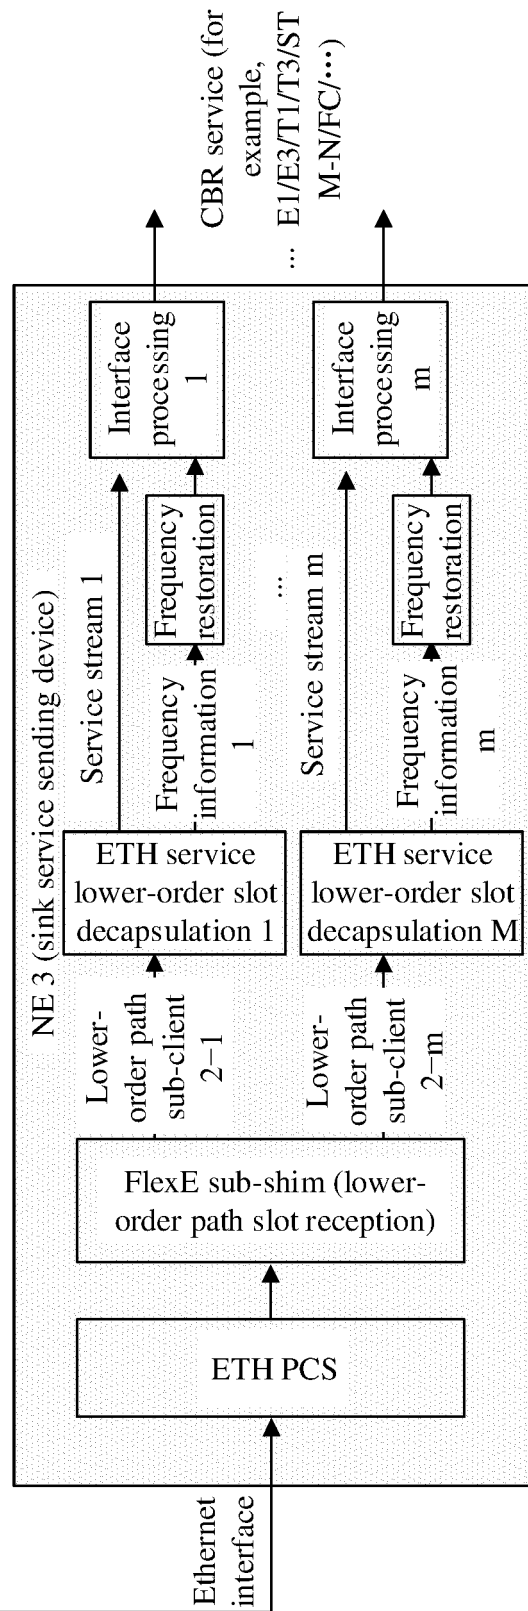 NE 3 (sink service sending device)
Ethernet
interface
ETH PCS
FlexE sub-shim (lower-
order path slot reception)
Lower-
order path
sub-client
2−1
ETH service
lower-order slot
decapsulation 1
Service stream 1
Frequency
information
1
Frequency
restoration
Interface
processing
1
Lower-
order path
sub-client
2−m
ETH service
lower-order slot
decapsulation M
Service stream m
Frequency
information
m
Frequency
restoration
Interface
processing
m
...
...
CBR service (for
example,
E1/E3/T1/T3/ST
M-N/FC/···)